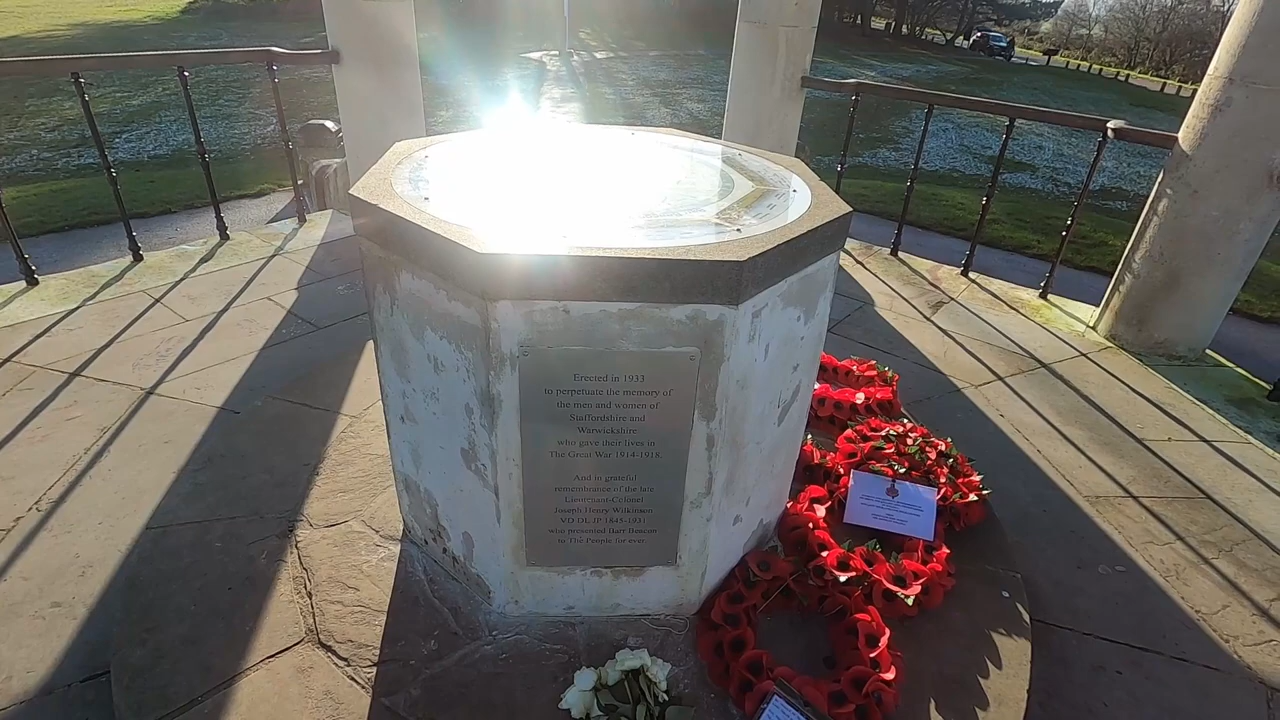 Erected in 1933
to perpetuate the memory of
the men and women of
Staffordshire and
Warwickshire
who gave their lives in
The Great War 1914-1918.
And in grateful
remembrance of the late
Lieutenant-Colonel
Joseph Henry Wilkinson
VD DL JP 1845-1931
who presented Barr Beacon
to The People for ever.